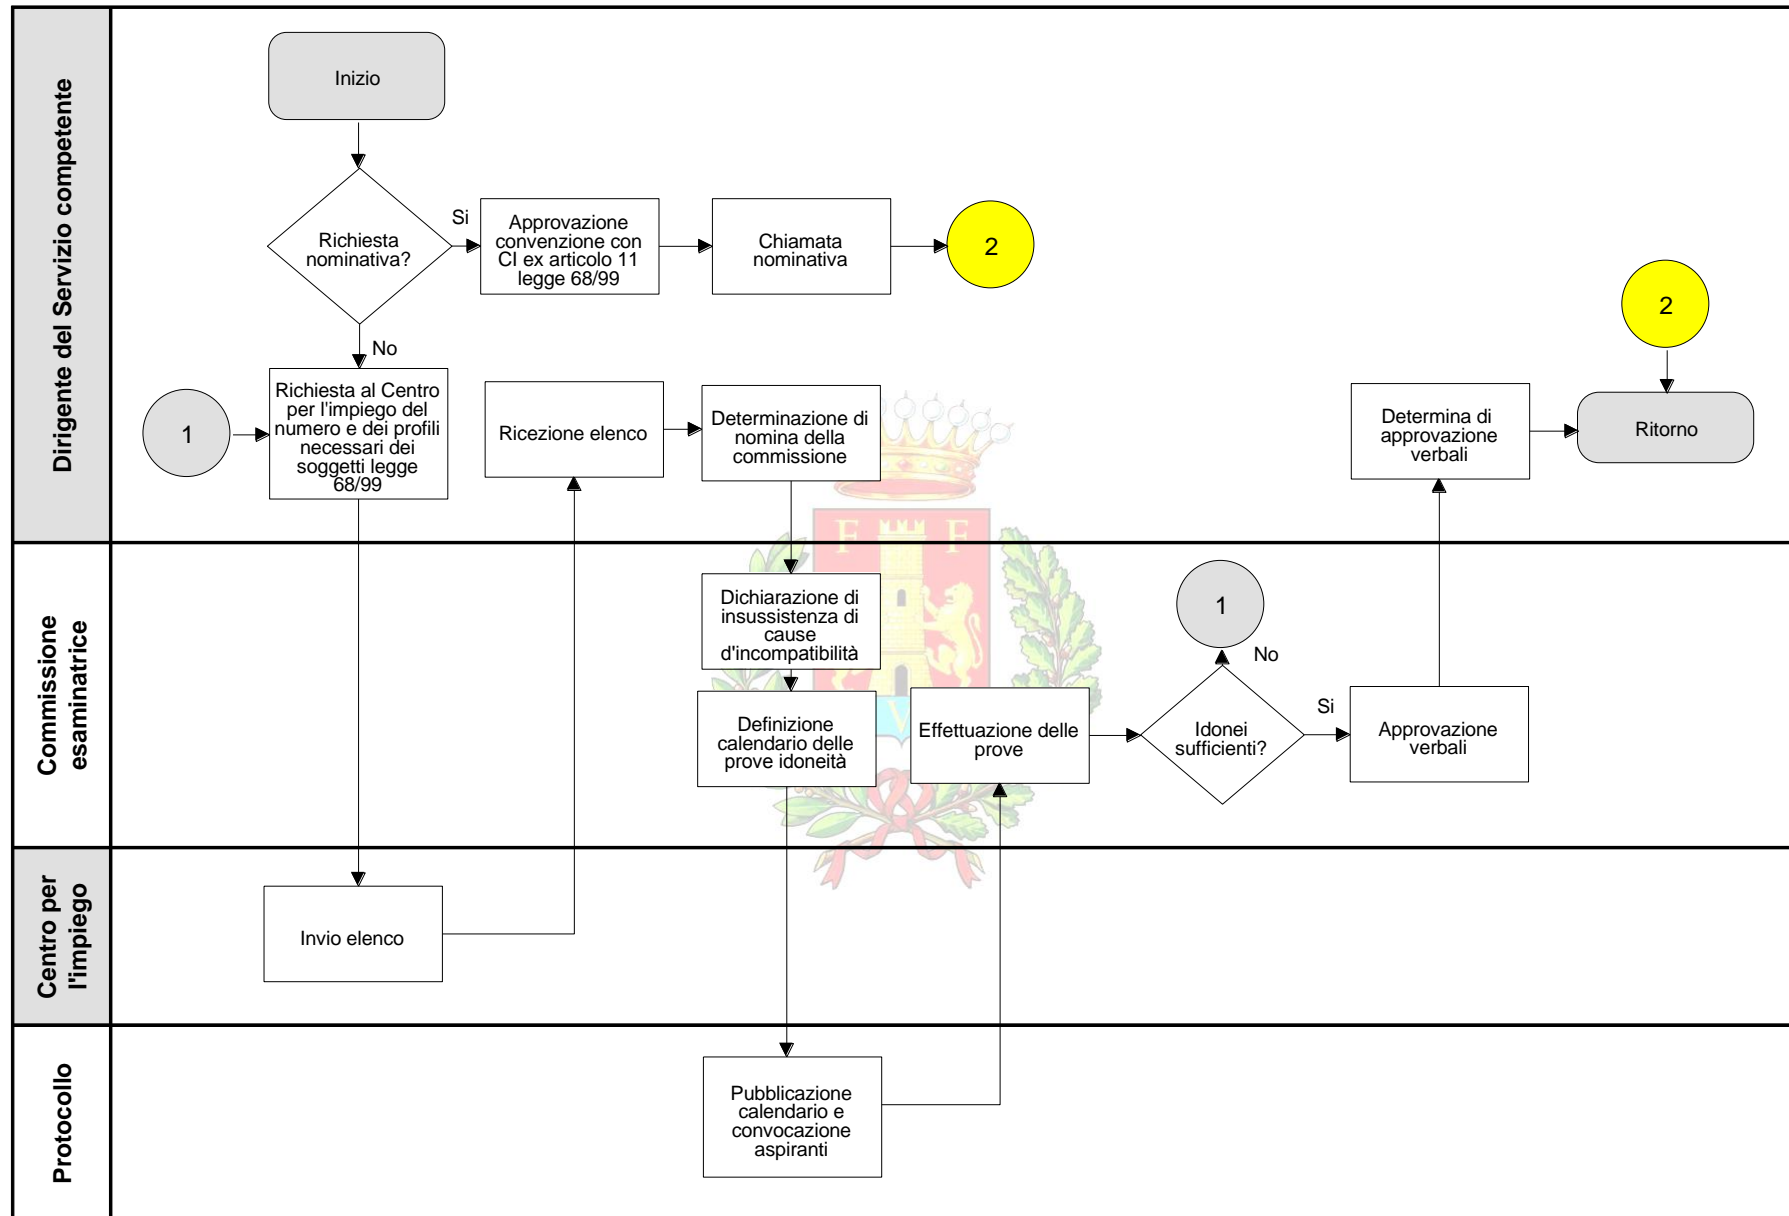 Dirigente del Servizio competente
Inizio
Richiesta
nominativa?
Si
Approvazione
convenzione con
CI ex articolo 11
legge 68/99
Chiamata
nominativa
2
No
1
Richiesta al Centro
per l'impiego del
numero e dei profili
necessari dei
soggetti legge
68/99
Ricezione elenco
Determinazione di
nomina della
commissione
Determina di
approvazione
verbali
2
Ritorno
Commissione
esaminatrice
F F
Dichiarazione di
insussistenza di
cause
d'incompatibilità
Definizione
calendario delle
prove idoneità
V
Effettuazione delle
prove
1
No
Idonei
sufficienti?
Si
Approvazione
verbali
Centro per
l'impiego
Invio elenco
Protocollo
Pubblicazione
calendario e
convocazione
aspiranti